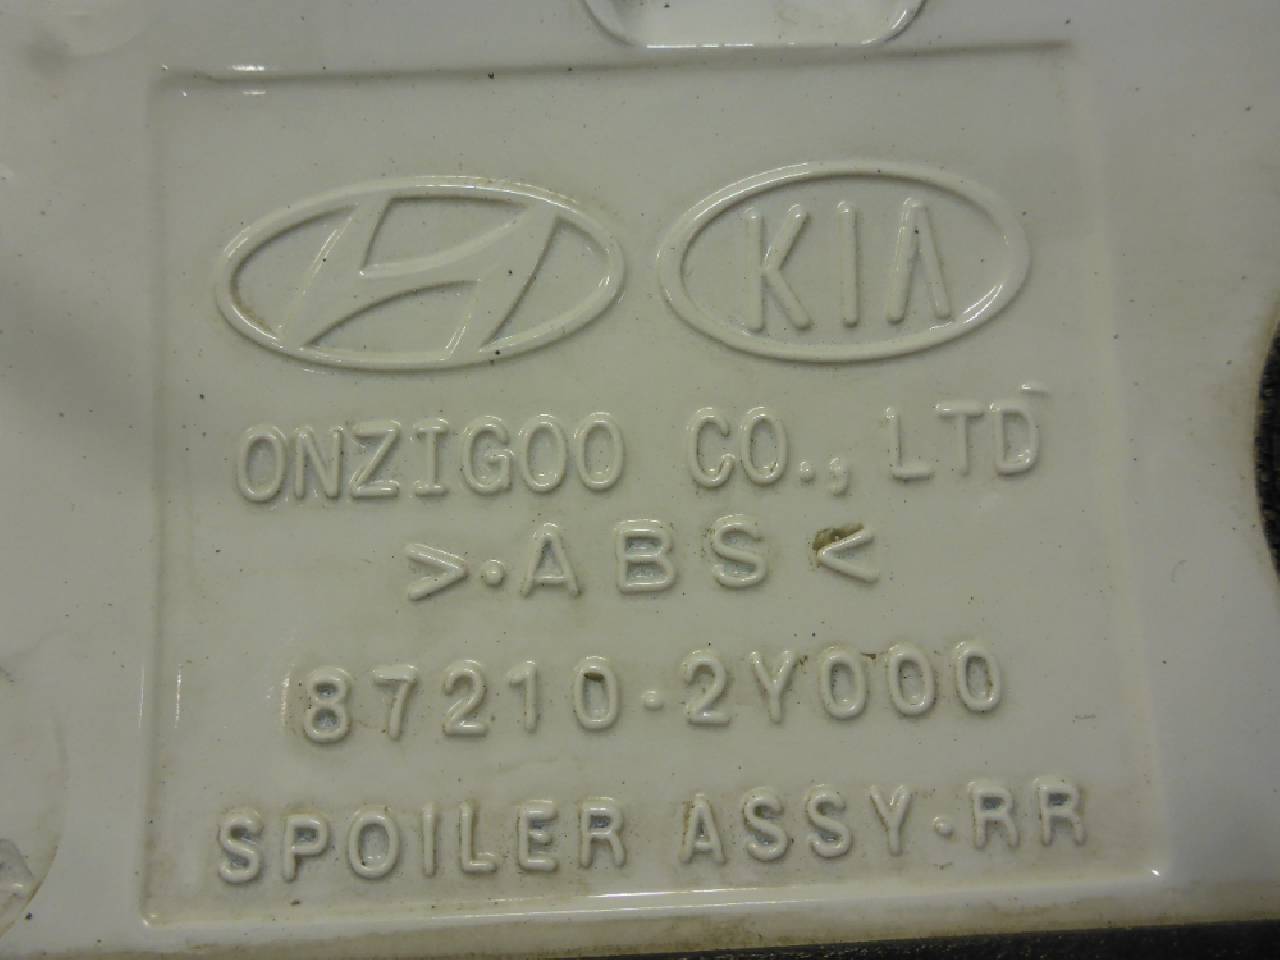 KIA
ONZIGOO CO., LTD
>·ABS<
87210·2Y000
SPOILER ASSY·RR